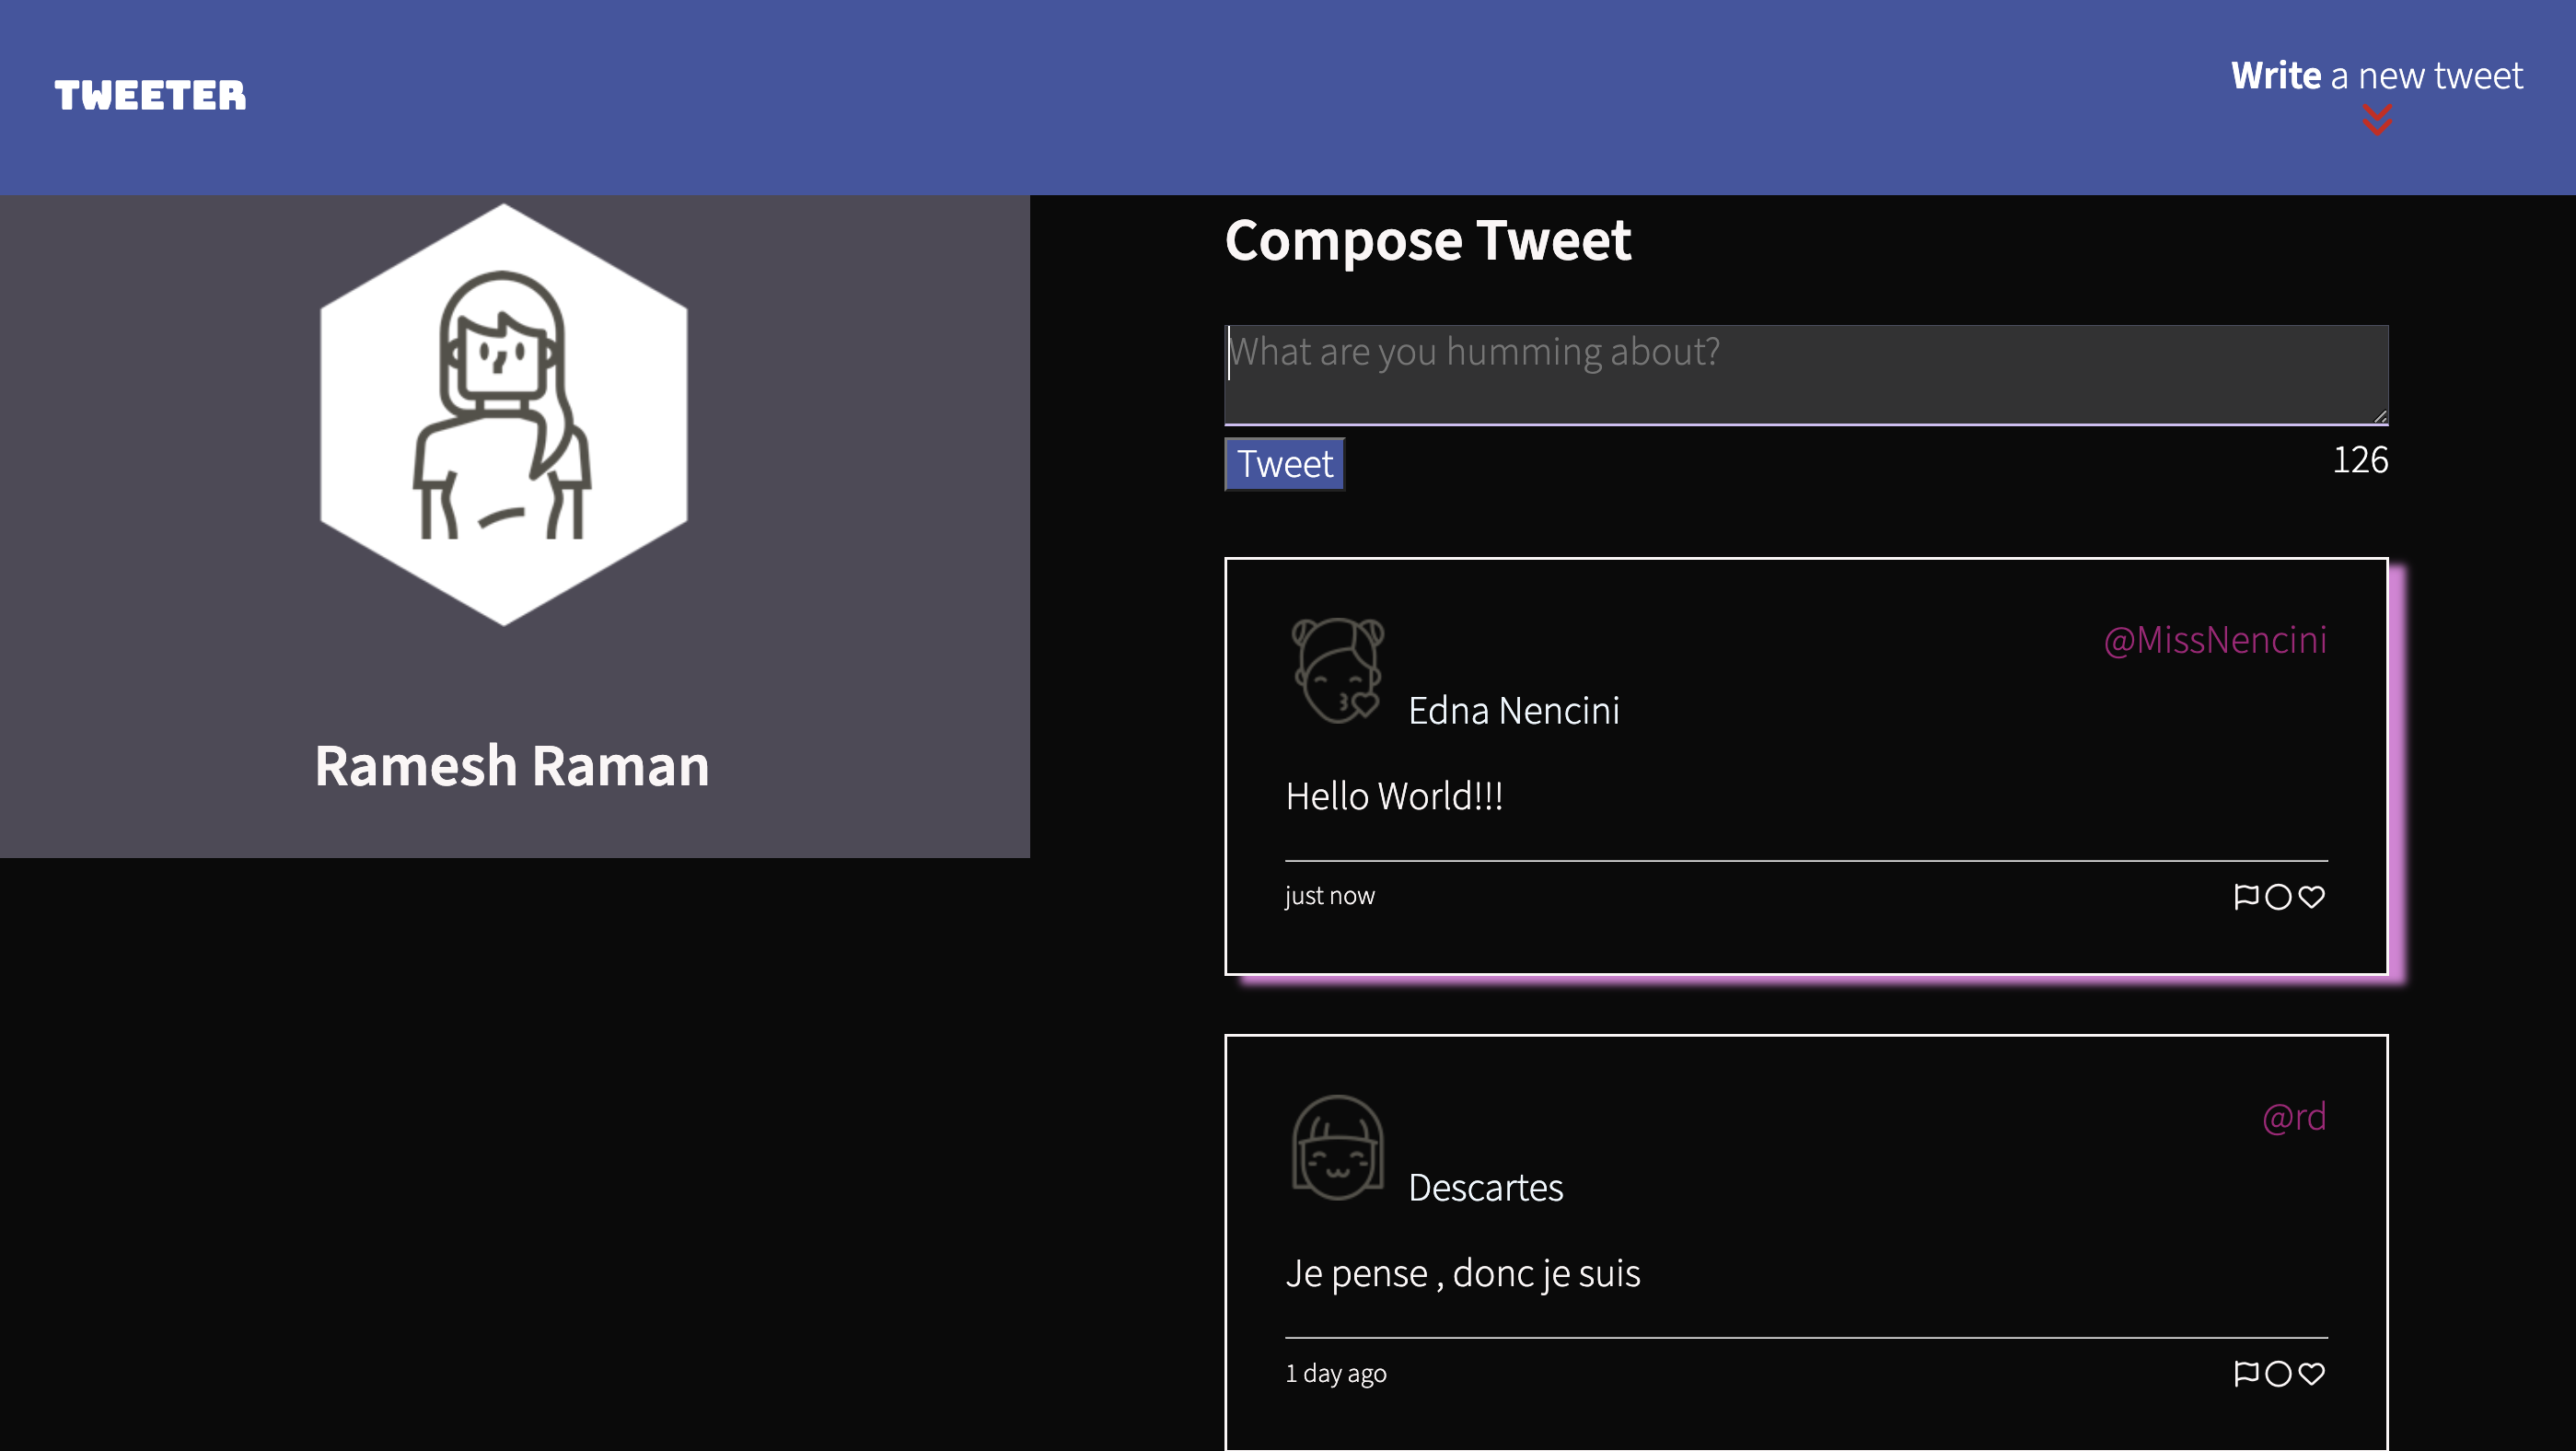 TWEETER
Write a new tweet
Ramesh Raman
Compose Tweet
What are you humming about?
Tweet
126
@MissNencini
Edna Nencini
Hello World!!!
just now
@rd
Descartes
Je pense , donc je suis
1 day ago